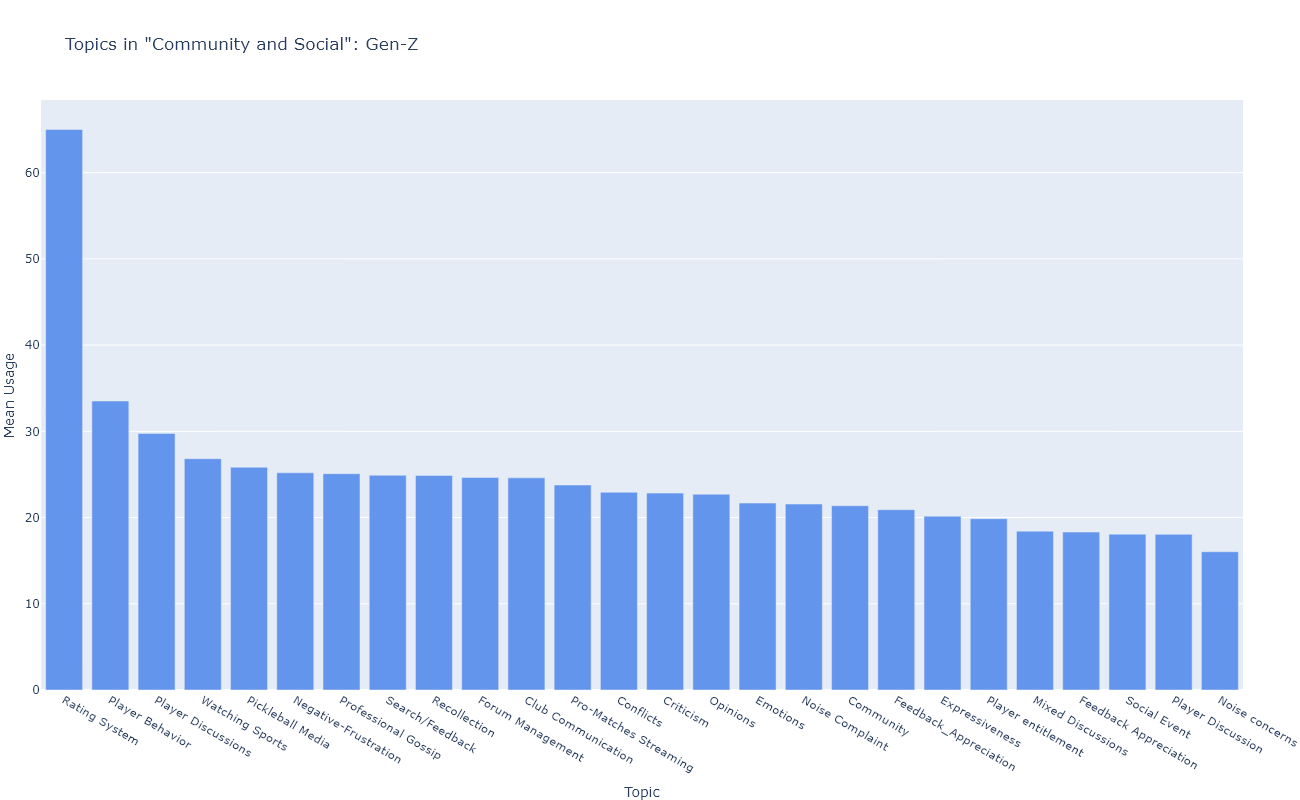 Topics in "Community and Social": Gen-Z
Mean Usage
60
50
40
30
20
10
0
Rating System
Player Behavior
Player Discussions
Watching Sports
Pickleball Media
Negative-Frustration
Professional Gossip
Search/Feedback
Recollection
Forum Management
Club Communication
Pro-Matches Streaming
Conflicts
Criticism
Opinions
Emotions
Noise Complaint
Community
Feedback_Appreciation
Expressiveness
Player entitlement
Mixed Discussions
Feedback Appreciation
Social Event
Player Discussion
Noise concerns
Topic